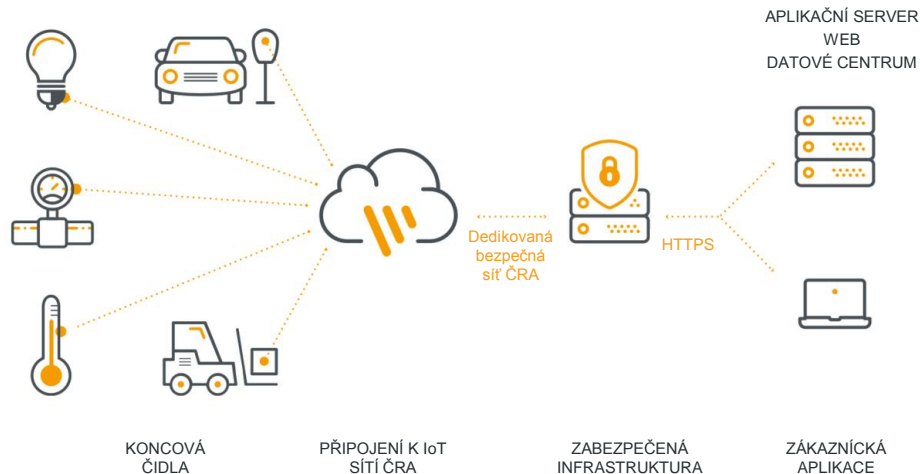 APLIKAČNÍ SERVER
WEB
DATOVÉ CENTRUM
Dedikovaná
bezpečná
síť ČRA
HTTPS
KONCOVÁ
ČIDLA
PŘIPOJENÍ K IoT
SÍTÍ ČRA
ZABEZPEČENÁ
INFRASTRUKTURA
ZÁKAZNICKÁ
APLIKACE